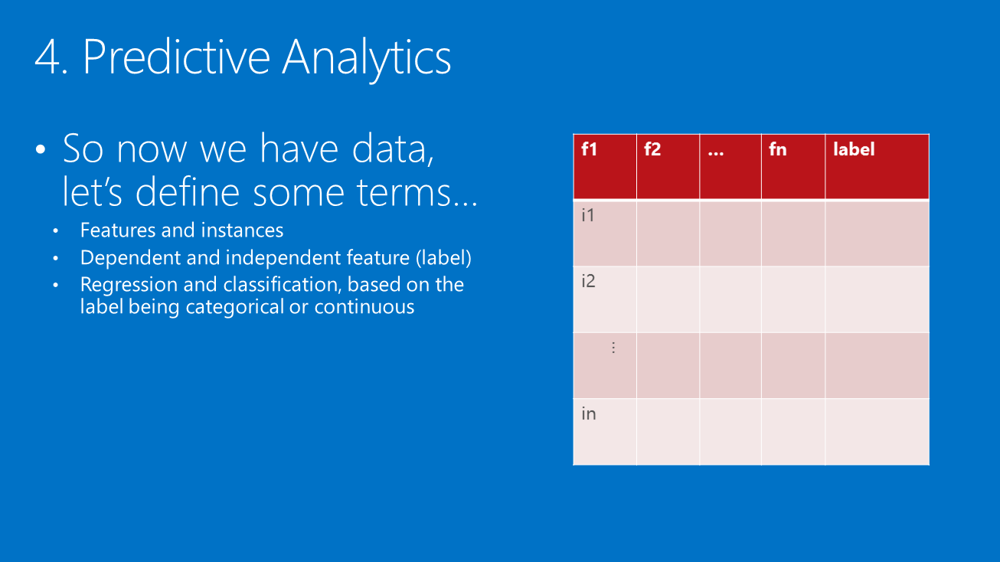 4. Predictive Analytics
• So now we have data,
let’s define some terms…
• Features and instances
• Dependent and independent feature (label)
• Regression and classification, based on the
label being categorical or continuous
f1 f2 … fn label
i1
i2
⋮
in